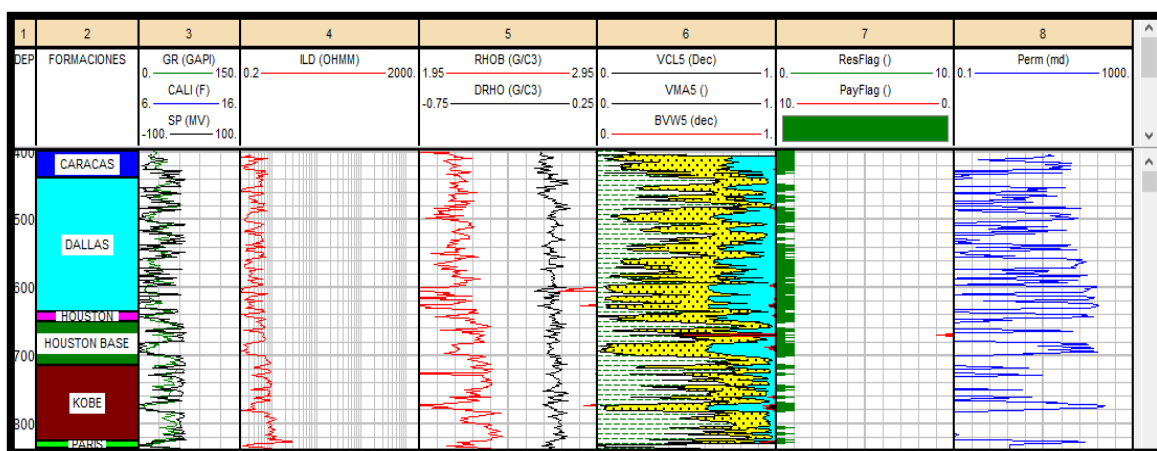 1 2 3 4 5 6 7 8
DEP FORMACIONES GR (GAPI) ILD (OHMM) RHOB (G/C3) VCL5 (Dec) ResFlag () Perm (md)
0. 150. 0.2 2000. 1.95 2.95 0. 1. 0. 10. 0.1 1000.
CALI (F) DRHO (G/C3) VMA5 () PayFlag ()
6. 16. -0.75 0.25 0. 1. 10. 0.
SP (MV) BVW5 (dec)
-100. 100. 0. 1.
400
CARACAS
500
DALLAS
600
HOUSTON
HOUSTON BASE
700
KOBE
800
PARIS